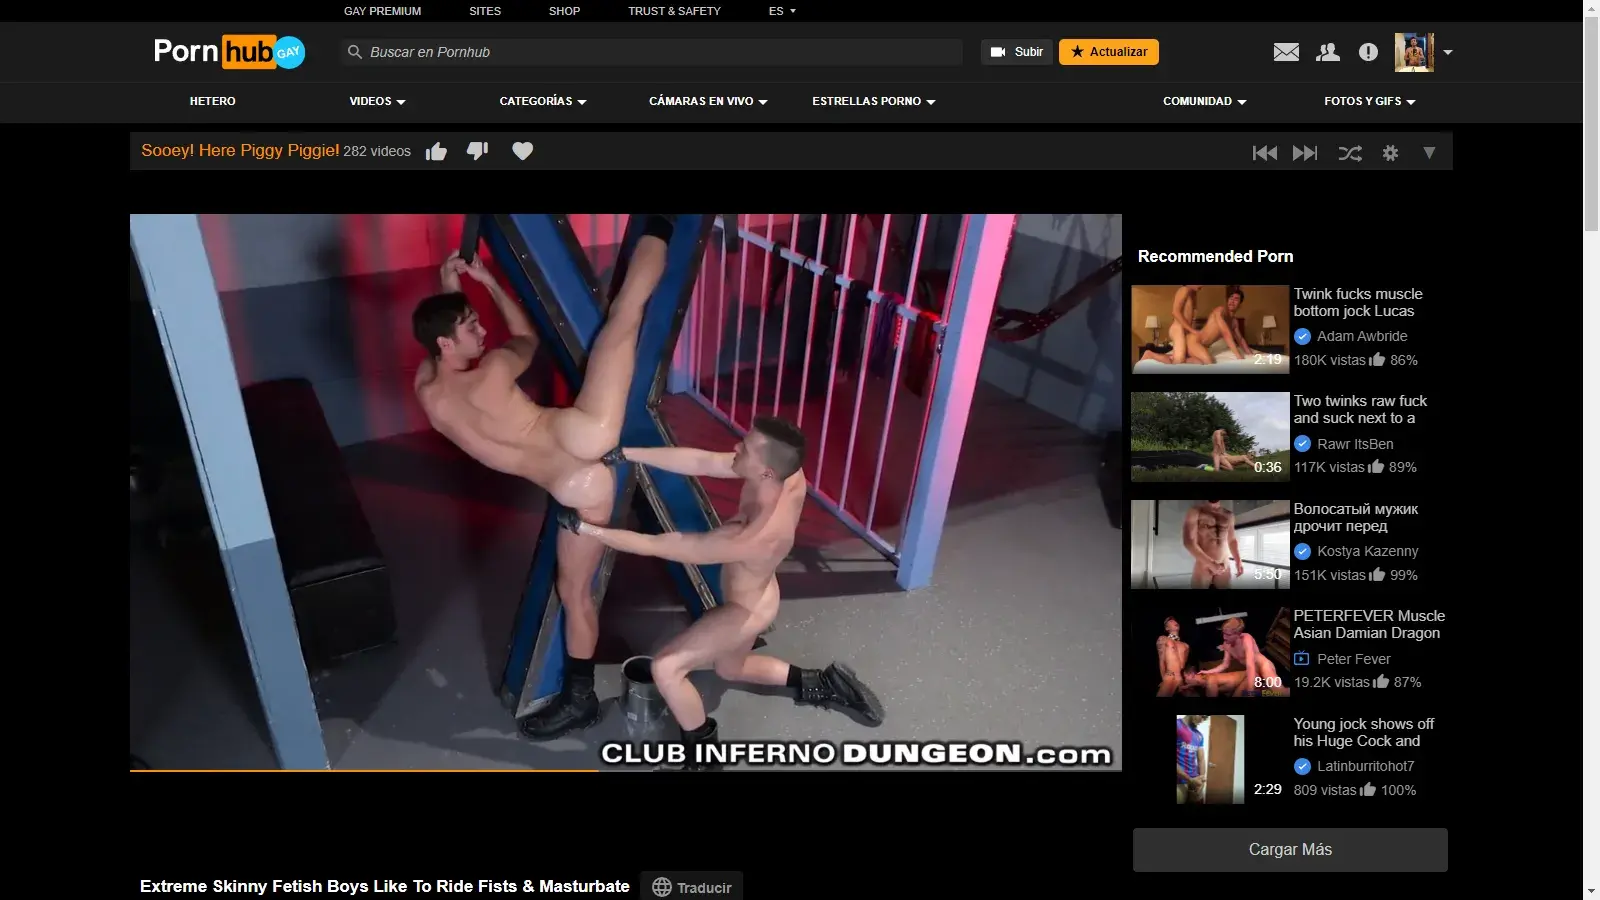 GAY PREMIUM SITES SHOP TRUST & SAFETY ES
Pornhub GAY Buscar en Pornhub Subir Actualizar
HETERO VIDEOS CATEGORÍAS CÁMARAS EN VIVO ESTRELLAS PORNO COMUNIDAD FOTOS Y GIFS
Sooey! Here Piggy Piggie! 282 videos
CLUB INFERNO DUNGEON.com
Extreme Skinny Fetish Boys Like To Ride Fists & Masturbate Traducir
Recommended Porn
Twink fucks muscle
bottom jock Lucas
Adam Awbride
2:19 180K vistas 86%
Two twinks raw fuck
and suck next to a
Rawr ItsBen
0:36 117K vistas 89%
Волосатый мужик
дрочит перед
Kostya Kazenny
5:50 151K vistas 99%
PETERFEVER Muscle
Asian Damian Dragon
Peter Fever
8:00 19.2K vistas 87%
Young jock shows off
his Huge Cock and
Latinburritohot7
2:29 809 vistas 100%
Cargar Más